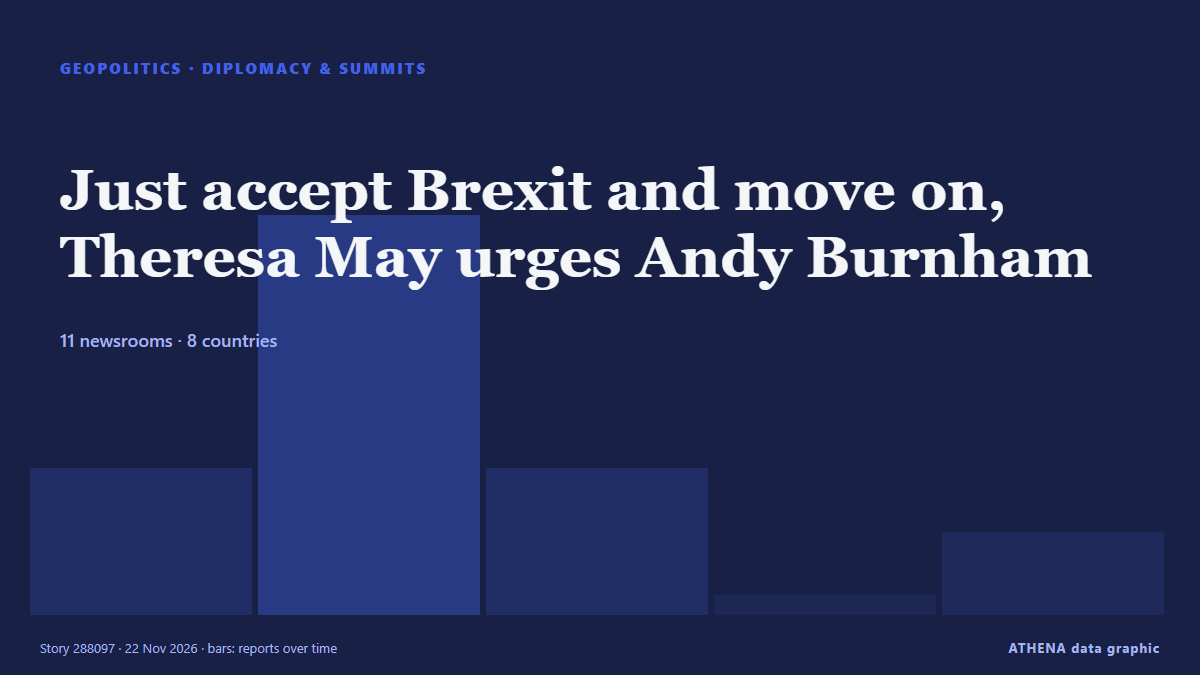 GEOPOLITICS · DIPLOMACY & SUMMITS
Just accept Brexit and move on,
Theresa May urges Andy Burnham
11 newsrooms · 8 countries
Story 288097 · 22 Nov 2026 · bars: reports over time
ATHENA data graphic